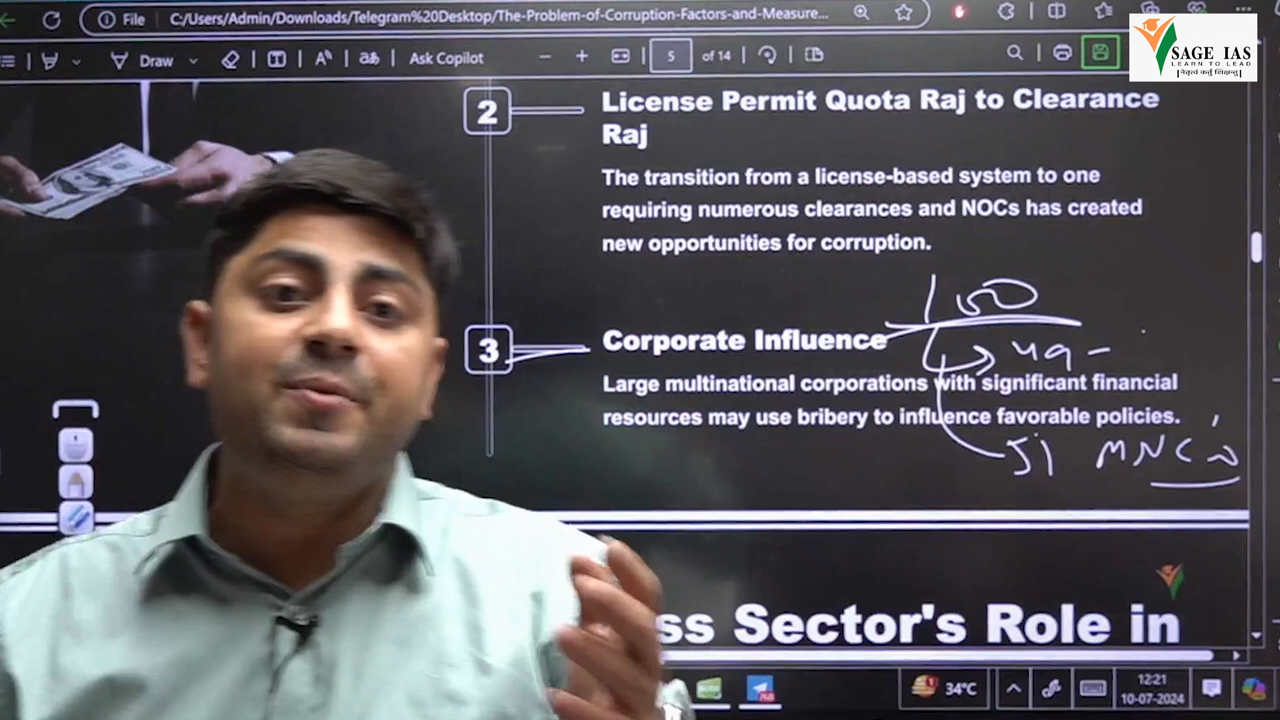 File
C:/Users/Admin/Downloads/Telegram%20Desktop/The-Problem-of-Corruption-Factors-and-Measure...
Draw
Ask Copilot
5 of 14
SAGE IAS
LEARN TO LEAD
2
License Permit Quota Raj to Clearance
Raj
The transition from a license-based system to one
requiring numerous clearances and NOCs has created
new opportunities for corruption.
100
3
Corporate Influence
49 -
Large multinational corporations with significant financial
resources may use bribery to influence favorable policies.
51 MNC's
ss Sector's Role in
34°C
12:21
10-07-2024